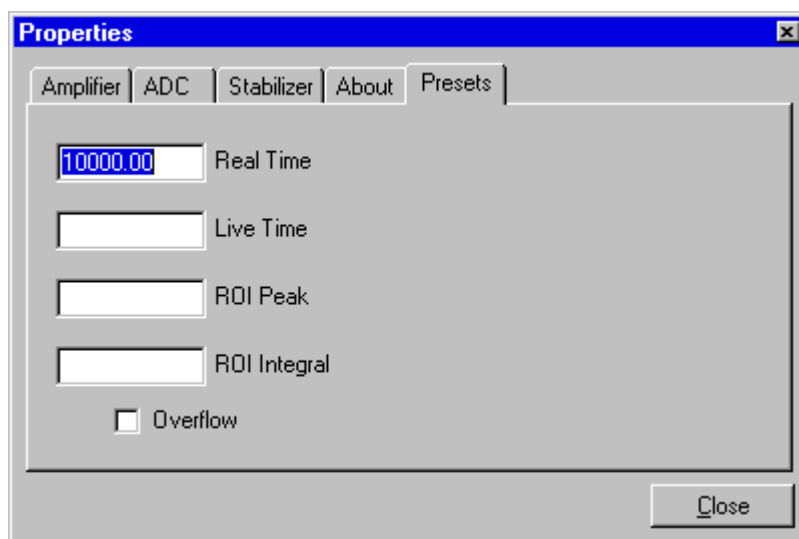 Properties
Amplifier ADC Stabilizer About Presets
10000.00 Real Time
Live Time
ROI Peak
ROI Integral
Overflow
Close